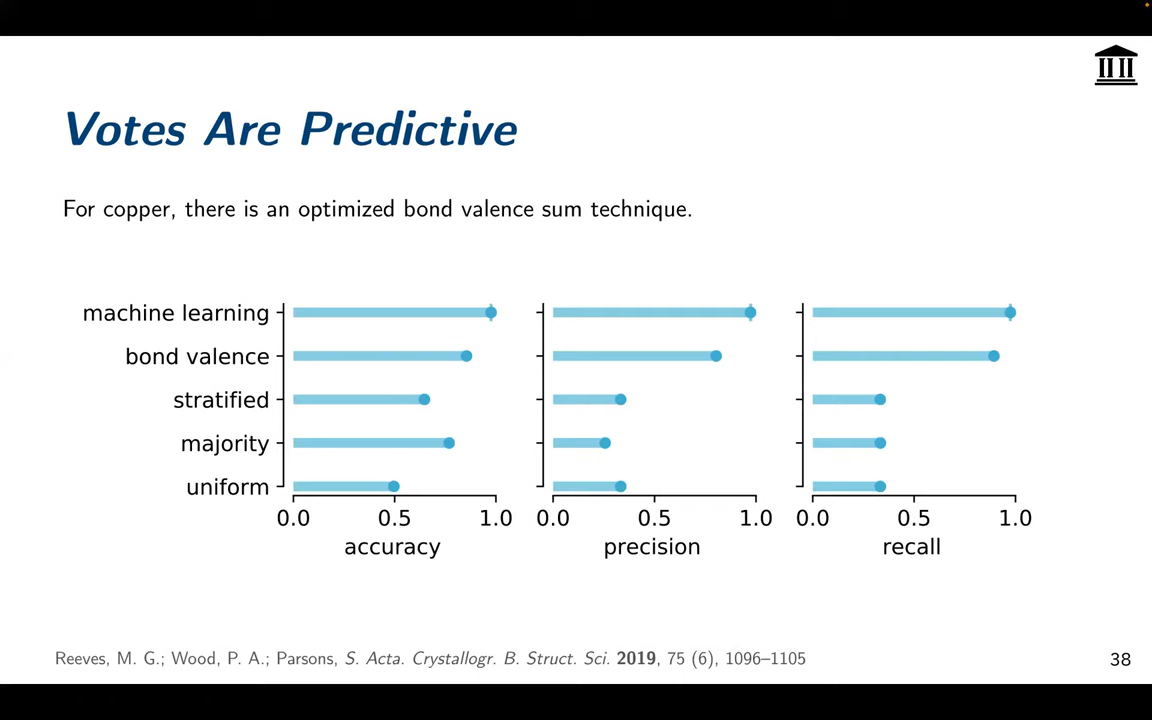 Votes Are Predictive
For copper, there is an optimized bond valence sum technique.
machine learning
bond valence
stratified
majority
uniform
0.0 0.5 1.0 0.0 0.5 1.0 0.0 0.5 1.0
accuracy precision recall
Reeves, M. G.; Wood, P. A.; Parsons, S. Acta. Crystallogr. B. Struct. Sci. 2019, 75 (6), 1096–1105
38